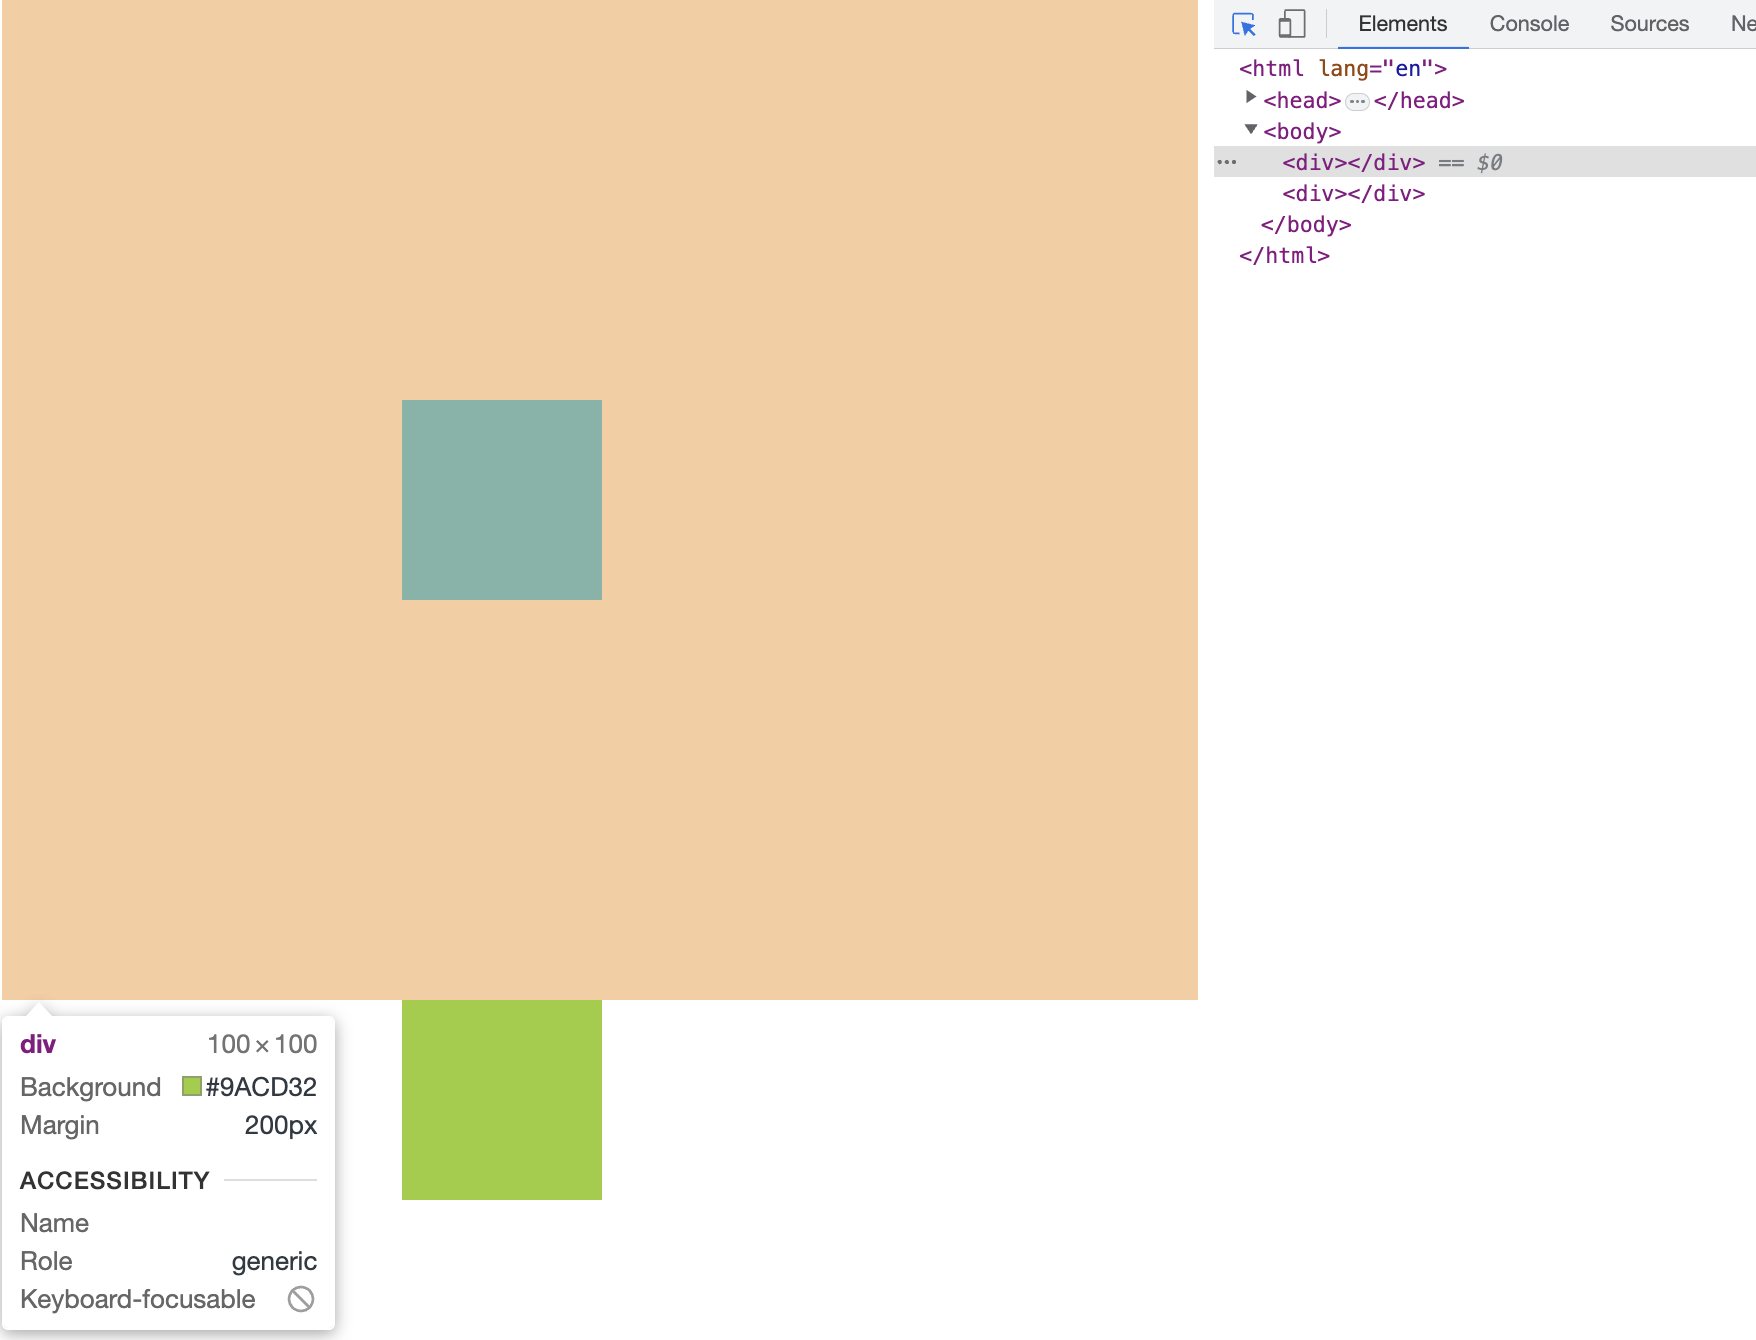 Elements Console Sources Ne
<html lang="en">
<head> ··· </head>
<body>
··· <div></div> == $0
<div></div>
</body>
</html>
div 100 × 100
Background #9ACD32
Margin 200px
ACCESSIBILITY
Name
Role generic
Keyboard-focusable